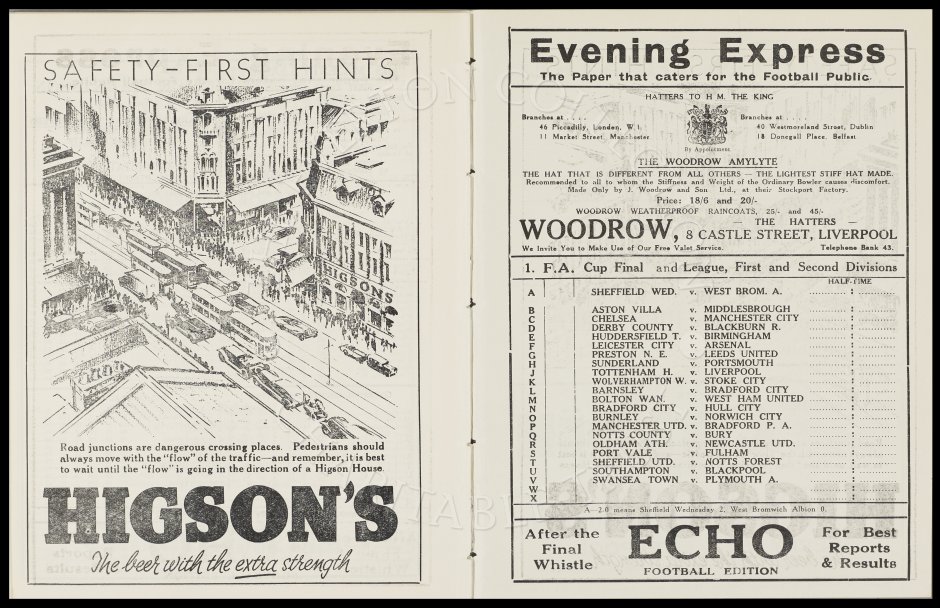 SAFETY-FIRST HINTS
HIGSONS
Road junctions are dangerous crossing places. Pedestrians should
always move with the "flow" of the traffic—and remember, it is best
to wait until the "flow" is going in the direction of a Higson House.
HIGSON'S
The beer with the extra strength
Evening Express
The Paper that caters for the Football Public.
HATTERS TO H M. THE KING
Branches at . . . .
46 Piccadilly, London, W.1.
11 Market Street, Manchester
By Appointment
Branches at . . . .
40 Westmoreland Street, Dublin
18 Donegall Place, Belfast
THE WOODROW AMYLYTE
THE HAT THAT IS DIFFERENT FROM ALL OTHERS — THE LIGHTEST STIFF HAT MADE.
Recommended to all to whom the Stiffness and Weight of the Ordinary Bowler causes discomfort.
Made Only by J. Woodrow and Son Ltd., at their Stockport Factory.
Price: 18/6 and 20/-
WOODROW WEATHERPROOF RAINCOATS, 25/- and 45/-
WOODROW, — THE HATTERS —
8 CASTLE STREET, LIVERPOOL
We Invite You to Make Use of Our Free Valet Service. Telephone Bank 43.
1. F.A. Cup Final and League, First and Second Divisions
HALF-TIME
A SHEFFIELD WED. v. WEST BROM. A. :
B ASTON VILLA v. MIDDLESBROUGH :
C CHELSEA v. MANCHESTER CITY :
D DERBY COUNTY v. BLACKBURN R. :
E HUDDERSFIELD T. v. BIRMINGHAM :
F LEICESTER CITY v. ARSENAL :
G PRESTON N. E. v. LEEDS UNITED :
H SUNDERLAND v. PORTSMOUTH :
J TOTTENHAM H. v. LIVERPOOL :
K WOLVERHAMPTON W. v. STOKE CITY :
L BARNSLEY v. BRADFORD CITY :
M BOLTON WAN. v. WEST HAM UNITED :
N BRADFORD CITY v. HULL CITY :
O BURNLEY v. NORWICH CITY :
P MANCHESTER UTD. v. BRADFORD P. A. :
Q NOTTS COUNTY v. BURY :
R OLDHAM ATH. v. NEWCASTLE UTD. :
S PORT VALE v. FULHAM :
T SHEFFIELD UTD. v. NOTTS FOREST :
U SOUTHAMPTON v. BLACKPOOL :
V SWANSEA TOWN v. PLYMOUTH A. :
W
X
A—2.0 means Sheffield Wednesday 2, West Bromwich Albion 0.
After the
Final
Whistle
ECHO
FOOTBALL EDITION
For Best
Reports
& Results